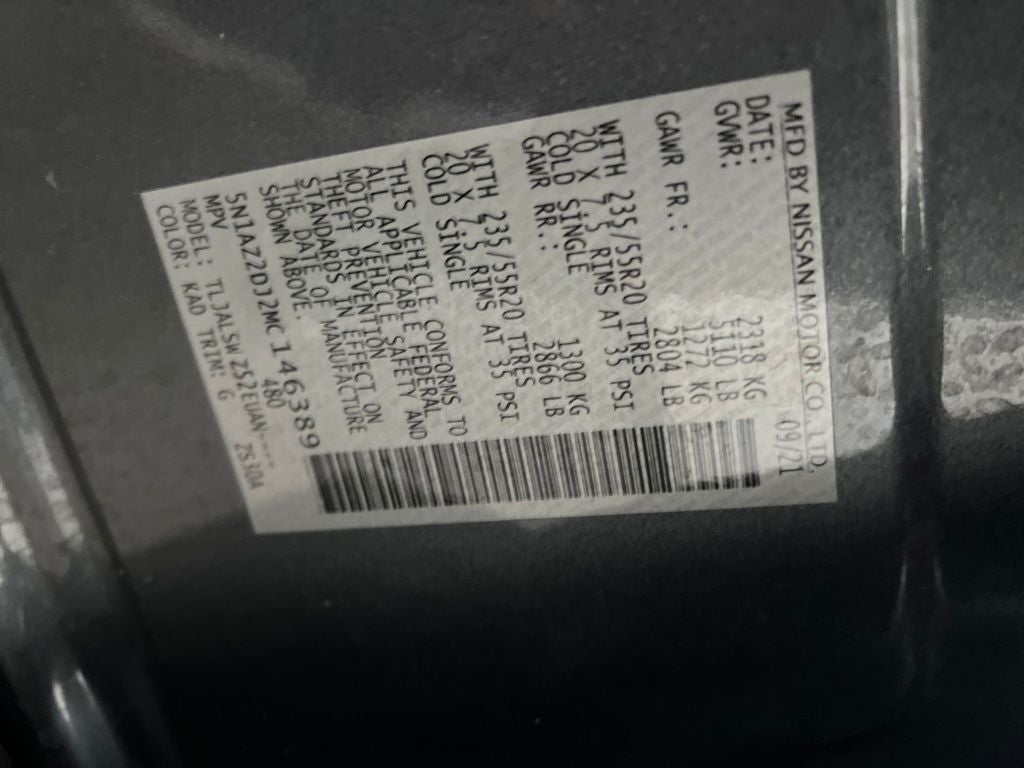 MFD BY NISSAN MOTOR CO., LTD.
DATE: 09/21
GVWR: 2318 KG
5110 LB
GAWR FR.: 1272 KG
2804 LB
WITH 235/55R20 TIRES
20 X 7.5 RIMS AT 35 PSI
COLD SINGLE
GAWR RR.: 1300 KG
2866 LB
WITH 235/55R20 TIRES
20 X 7.5 RIMS AT 35 PSI
COLD SINGLE
THIS VEHICLE CONFORMS TO
ALL APPLICABLE FEDERAL
MOTOR VEHICLE SAFETY AND
THEFT PREVENTION
STANDARDS IN EFFECT ON
THE DATE OF MANUFACTURE
SHOWN ABOVE.
5N1AZ2DJ2MC146389
MPV 480
MODEL: TLJALSWZ52EUAN----
COLOR: KAD TRIM: G ZS30A